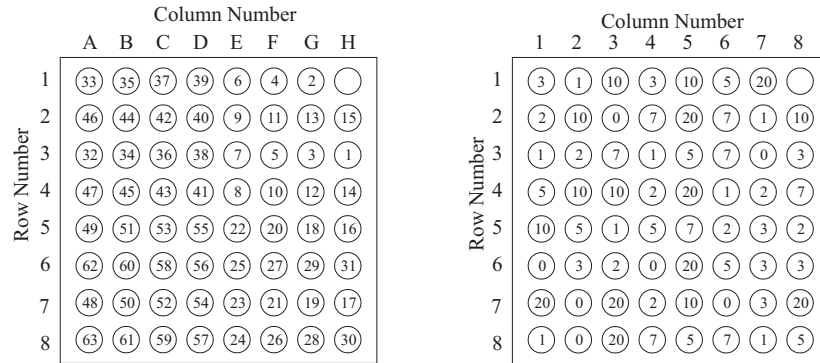 Column Number
A B C D E F G H
Row Number
1 33 35 37 39 6 4 2
2 46 44 42 40 9 11 13 15
3 32 34 36 38 7 5 3 1
4 47 45 43 41 8 10 12 14
5 49 51 53 55 22 20 18 16
6 62 60 58 56 25 27 29 31
7 48 50 52 54 23 21 19 17
8 63 61 59 57 24 26 28 30
Column Number
1 2 3 4 5 6 7 8
Row Number
1 3 1 10 3 10 5 20
2 2 10 0 7 20 7 1 10
3 1 2 7 1 5 7 0 3
4 5 10 10 2 20 1 2 7
5 10 5 1 5 7 2 3 2
6 0 3 2 0 20 5 3 3
7 20 0 20 2 10 0 3 20
8 1 0 20 7 5 7 1 5